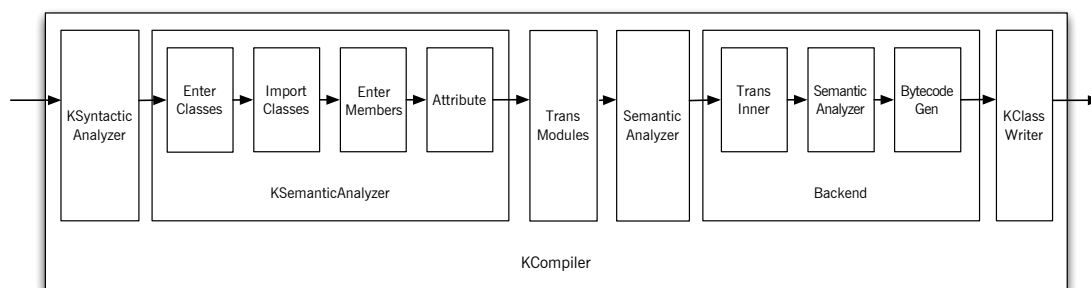 KSyntactic
Analyzer
Enter
Classes
Import
Classes
Enter
Members
Attribute
KSemanticAnalyzer
Trans
Modules
Semantic
Analyzer
Trans
Inner
Semantic
Analyzer
Bytecode
Gen
Backend
KClass
Writer
KCompiler